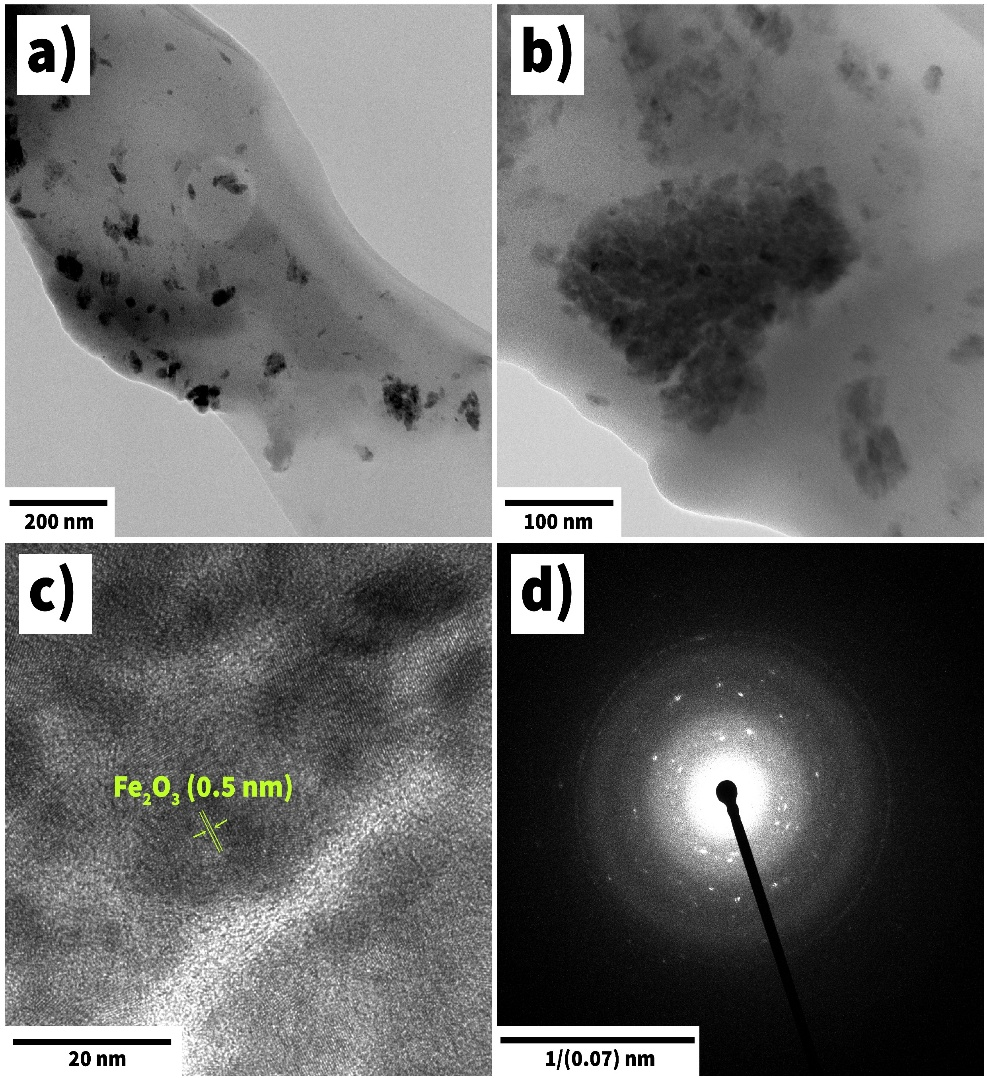 a)
b)
200 nm
100 nm
c)
d)
Fe₂O₃ (0.5 nm)
20 nm
1/(0.07) nm